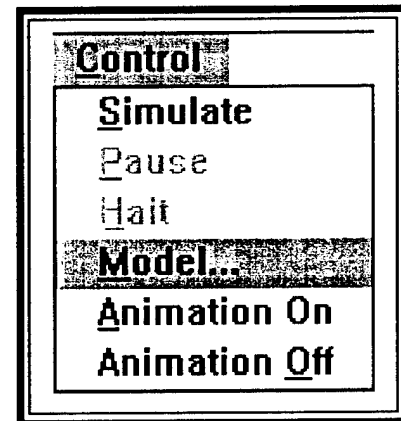 Control
Simulate
Pause
Halt
Model...
Animation On
Animation Off